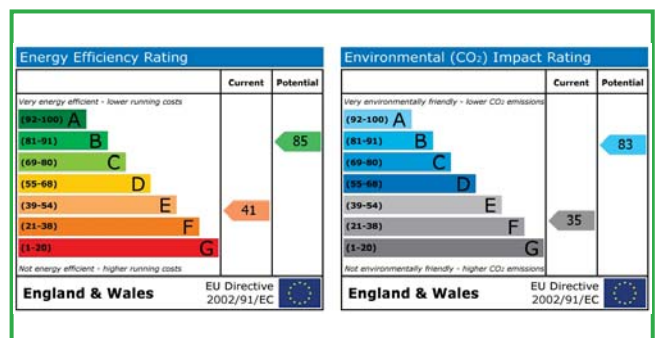 Energy Efficiency Rating
Current Potential
Very energy efficient - lower running costs
(92-100) A
(81-91) B
85
(69-80) C
(55-68) D
(39-54) E
41
(21-38) F
(1-20) G
Not energy efficient - higher running costs
England & Wales
EU Directive
2002/91/EC
Environmental (CO₂) Impact Rating
Current Potential
Very environmentally friendly - lower CO₂ emissions
(92-100) A
(81-91) B
83
(69-80) C
(55-68) D
(39-54) E
35
(21-38) F
(1-20) G
Not environmentally friendly - higher CO₂ emissions
England & Wales
EU Directive
2002/91/EC